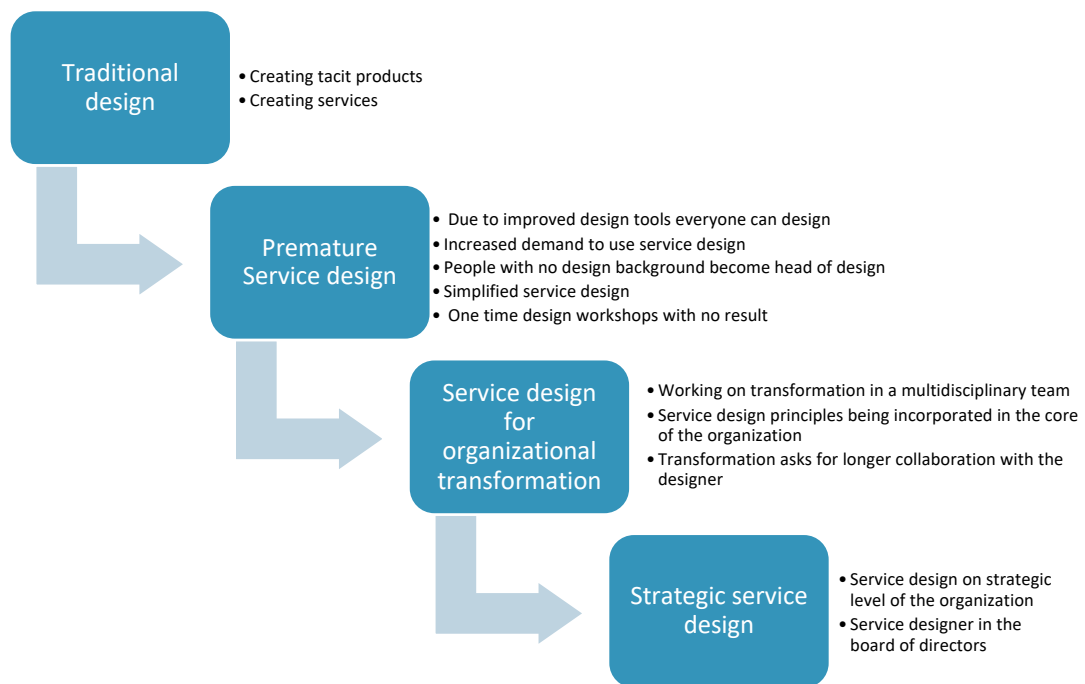 Traditional
design
• Creating tacit products
• Creating services
Premature
Service design
• Due to improved design tools everyone can design
• Increased demand to use service design
• People with no design background become head of design
• Simplified service design
• One time design workshops with no result
Service design
for
organizational
transformation
• Working on transformation in a multidisciplinary team
• Service design principles being incorporated in the core
of the organization
• Transformation asks for longer collaboration with the
designer
Strategic service
design
• Service design on strategic
level of the organization
• Service designer in the
board of directors